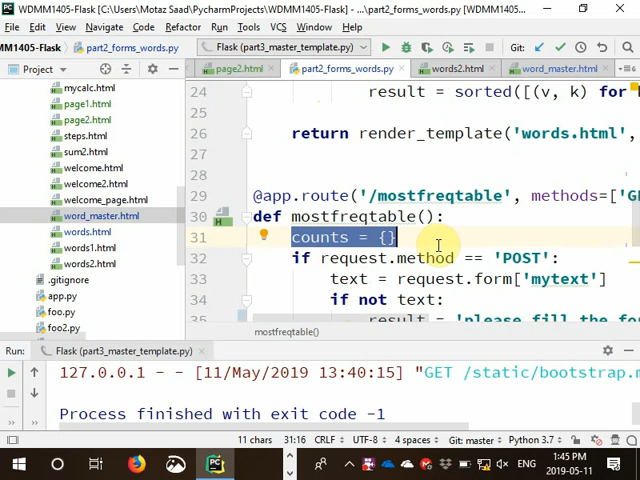 WDMM1405-Flask [C:\Users\Motaz Saad\PycharmProjects\WDMM1405-Flask] - ...\part2_forms_words.py
File Edit View Navigate Code Refactor Run Tools VCS Window Help
MM1405-Flask part2_forms_words.py Flask (part3_master_template.py) Git:
Project page2.html part2_forms_words.py words2.html word_master.html
mycalc.html
page1.html
page2.html
steps.html
sum2.html
welcome.html
welcome2.html
welcome_page.html
word_master.html
words.html
words1.html
words2.html
.gitignore
app.py
foo.py
foo2.py
24 result = sorted([(v, k) for
25
26 return render_template('words.html',
27
28
29 @app.route('/mostfreqtable', methods=['GE
30 def mostfreqtable():
31 counts = {}
32 if request.method == 'POST':
33 text = request.form['mytext']
34 if not text:
35 result = 'please fill the fo
mostfreqtable()
Run: Flask (part3_master_template.py)
127.0.0.1 - - [11/May/2019 13:40:15] "GET /static/bootstrap.m
Process finished with exit code -1
11 chars 31:16 CRLF UTF-8 4 spaces Git: master Python 3.7
1:45 PM
2019-05-11